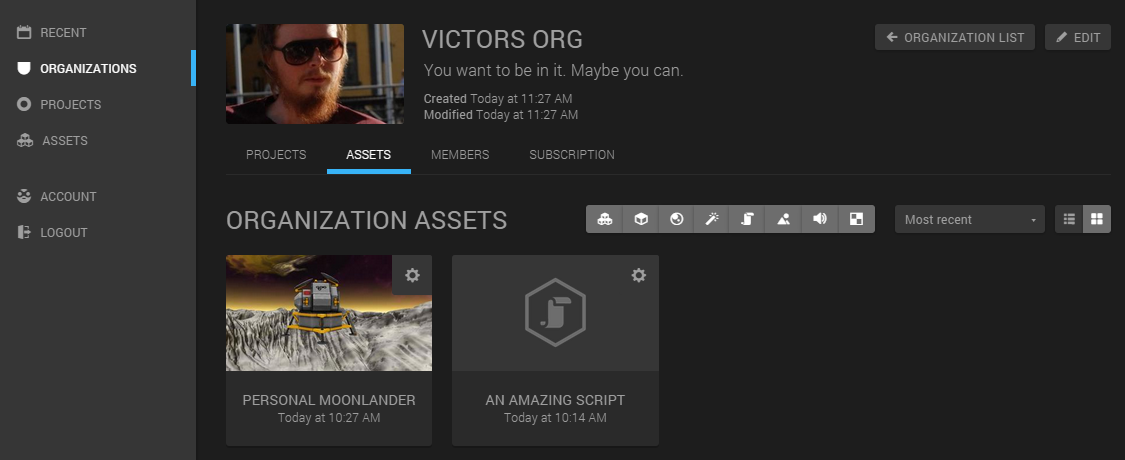 RECENT
ORGANIZATIONS
PROJECTS
ASSETS
ACCOUNT
LOGOUT
VICTORS ORG
You want to be in it. Maybe you can.
Created Today at 11:27 AM
Modified Today at 11:27 AM
ORGANIZATION LIST
EDIT
PROJECTS
ASSETS
MEMBERS
SUBSCRIPTION
ORGANIZATION ASSETS
Most recent
PERSONAL MOONLANDER
Today at 10:27 AM
AN AMAZING SCRIPT
Today at 10:14 AM